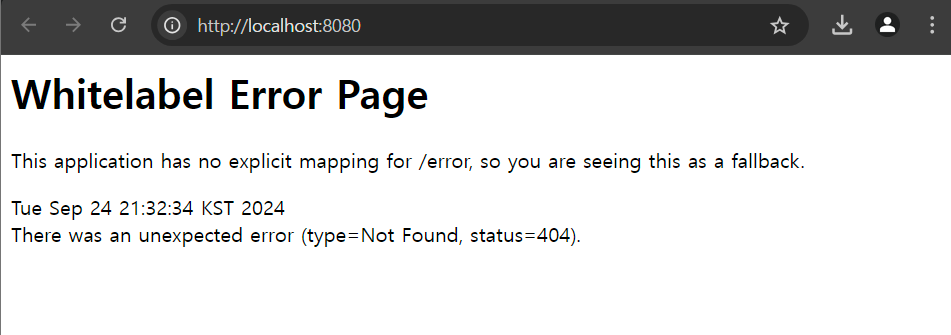 http://localhost:8080
Whitelabel Error Page
This application has no explicit mapping for /error, so you are seeing this as a fallback.
Tue Sep 24 21:32:34 KST 2024
There was an unexpected error (type=Not Found, status=404).